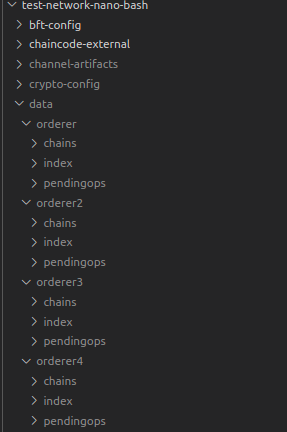 test-network-nano-bash
bft-config
chaincode-external
channel-artifacts
crypto-config
data
orderer
chains
index
pendingops
orderer2
chains
index
pendingops
orderer3
chains
index
pendingops
orderer4
chains
index
pendingops